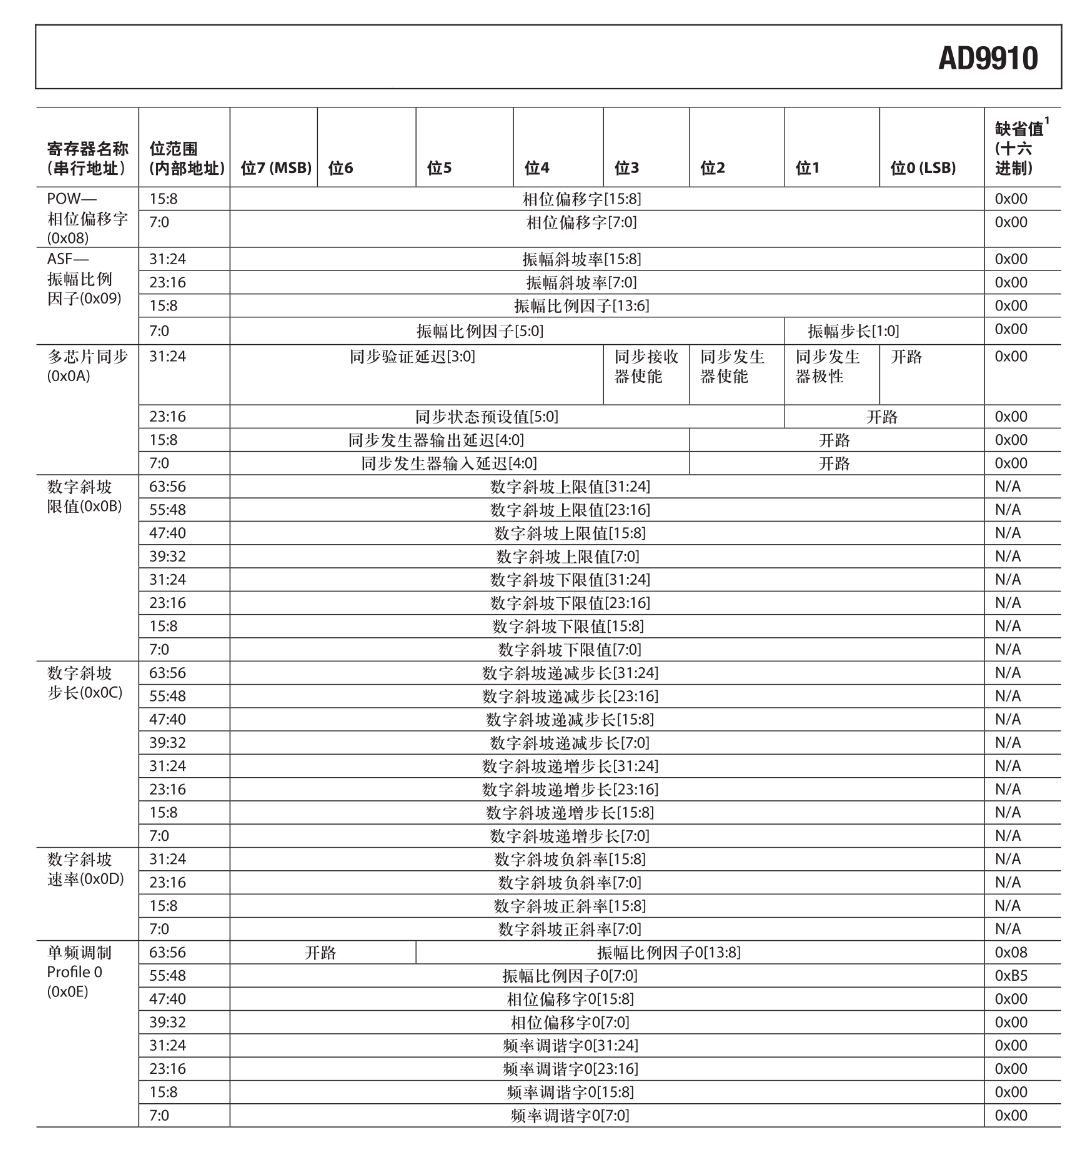 AD9910
寄存器名称 (串行地址) 位范围 (内部地址) 位7 (MSB) 位6 位5 位4 位3 位2 位1 位0 (LSB) 缺省值1 (十六进制)
POW— 15:8 相位偏移字[15:8] 0x00
相位偏移字 7:0 相位偏移字[7:0] 0x00
(0x08)
ASF— 31:24 振幅斜坡率[15:8] 0x00
振幅比例 23:16 振幅斜坡率[7:0] 0x00
因子(0x09) 15:8 振幅比例因子[13:6] 0x00
7:0 振幅比例因子[5:0] 振幅步长[1:0] 0x00
多芯片同步 31:24 同步验证延迟[3:0] 同步接收 同步发生 同步发生 开路 0x00
(0x0A) 器使能 器使能 器极性
23:16 同步状态预设值[5:0] 开路 0x00
15:8 同步发生器输出延迟[4:0] 开路 0x00
7:0 同步发生器输入延迟[4:0] 开路 0x00
数字斜坡 63:56 数字斜坡上限值[31:24] N/A
限值(0x0B) 55:48 数字斜坡上限值[23:16] N/A
47:40 数字斜坡上限值[15:8] N/A
39:32 数字斜坡上限值[7:0] N/A
31:24 数字斜坡下限值[31:24] N/A
23:16 数字斜坡下限值[23:16] N/A
15:8 数字斜坡下限值[15:8] N/A
7:0 数字斜坡下限值[7:0] N/A
数字斜坡 63:56 数字斜坡递减步长[31:24] N/A
步长(0x0C) 55:48 数字斜坡递减步长[23:16] N/A
47:40 数字斜坡递减步长[15:8] N/A
39:32 数字斜坡递减步长[7:0] N/A
31:24 数字斜坡递增步长[31:24] N/A
23:16 数字斜坡递增步长[23:16] N/A
15:8 数字斜坡递增步长[15:8] N/A
7:0 数字斜坡递增步长[7:0] N/A
数字斜坡 31:24 数字斜坡负斜率[15:8] N/A
速率(0x0D) 23:16 数字斜坡负斜率[7:0] N/A
15:8 数字斜坡正斜率[15:8] N/A
7:0 数字斜坡正斜率[7:0] N/A
单频调制 63:56 开路 振幅比例因子0[13:8] 0x08
Profile 0 55:48 振幅比例因子0[7:0] 0xB5
(0x0E) 47:40 相位偏移字0[15:8] 0x00
39:32 相位偏移字0[7:0] 0x00
31:24 频率调谐字0[31:24] 0x00
23:16 频率调谐字0[23:16] 0x00
15:8 频率调谐字0[15:8] 0x00
7:0 频率调谐字0[7:0] 0x00